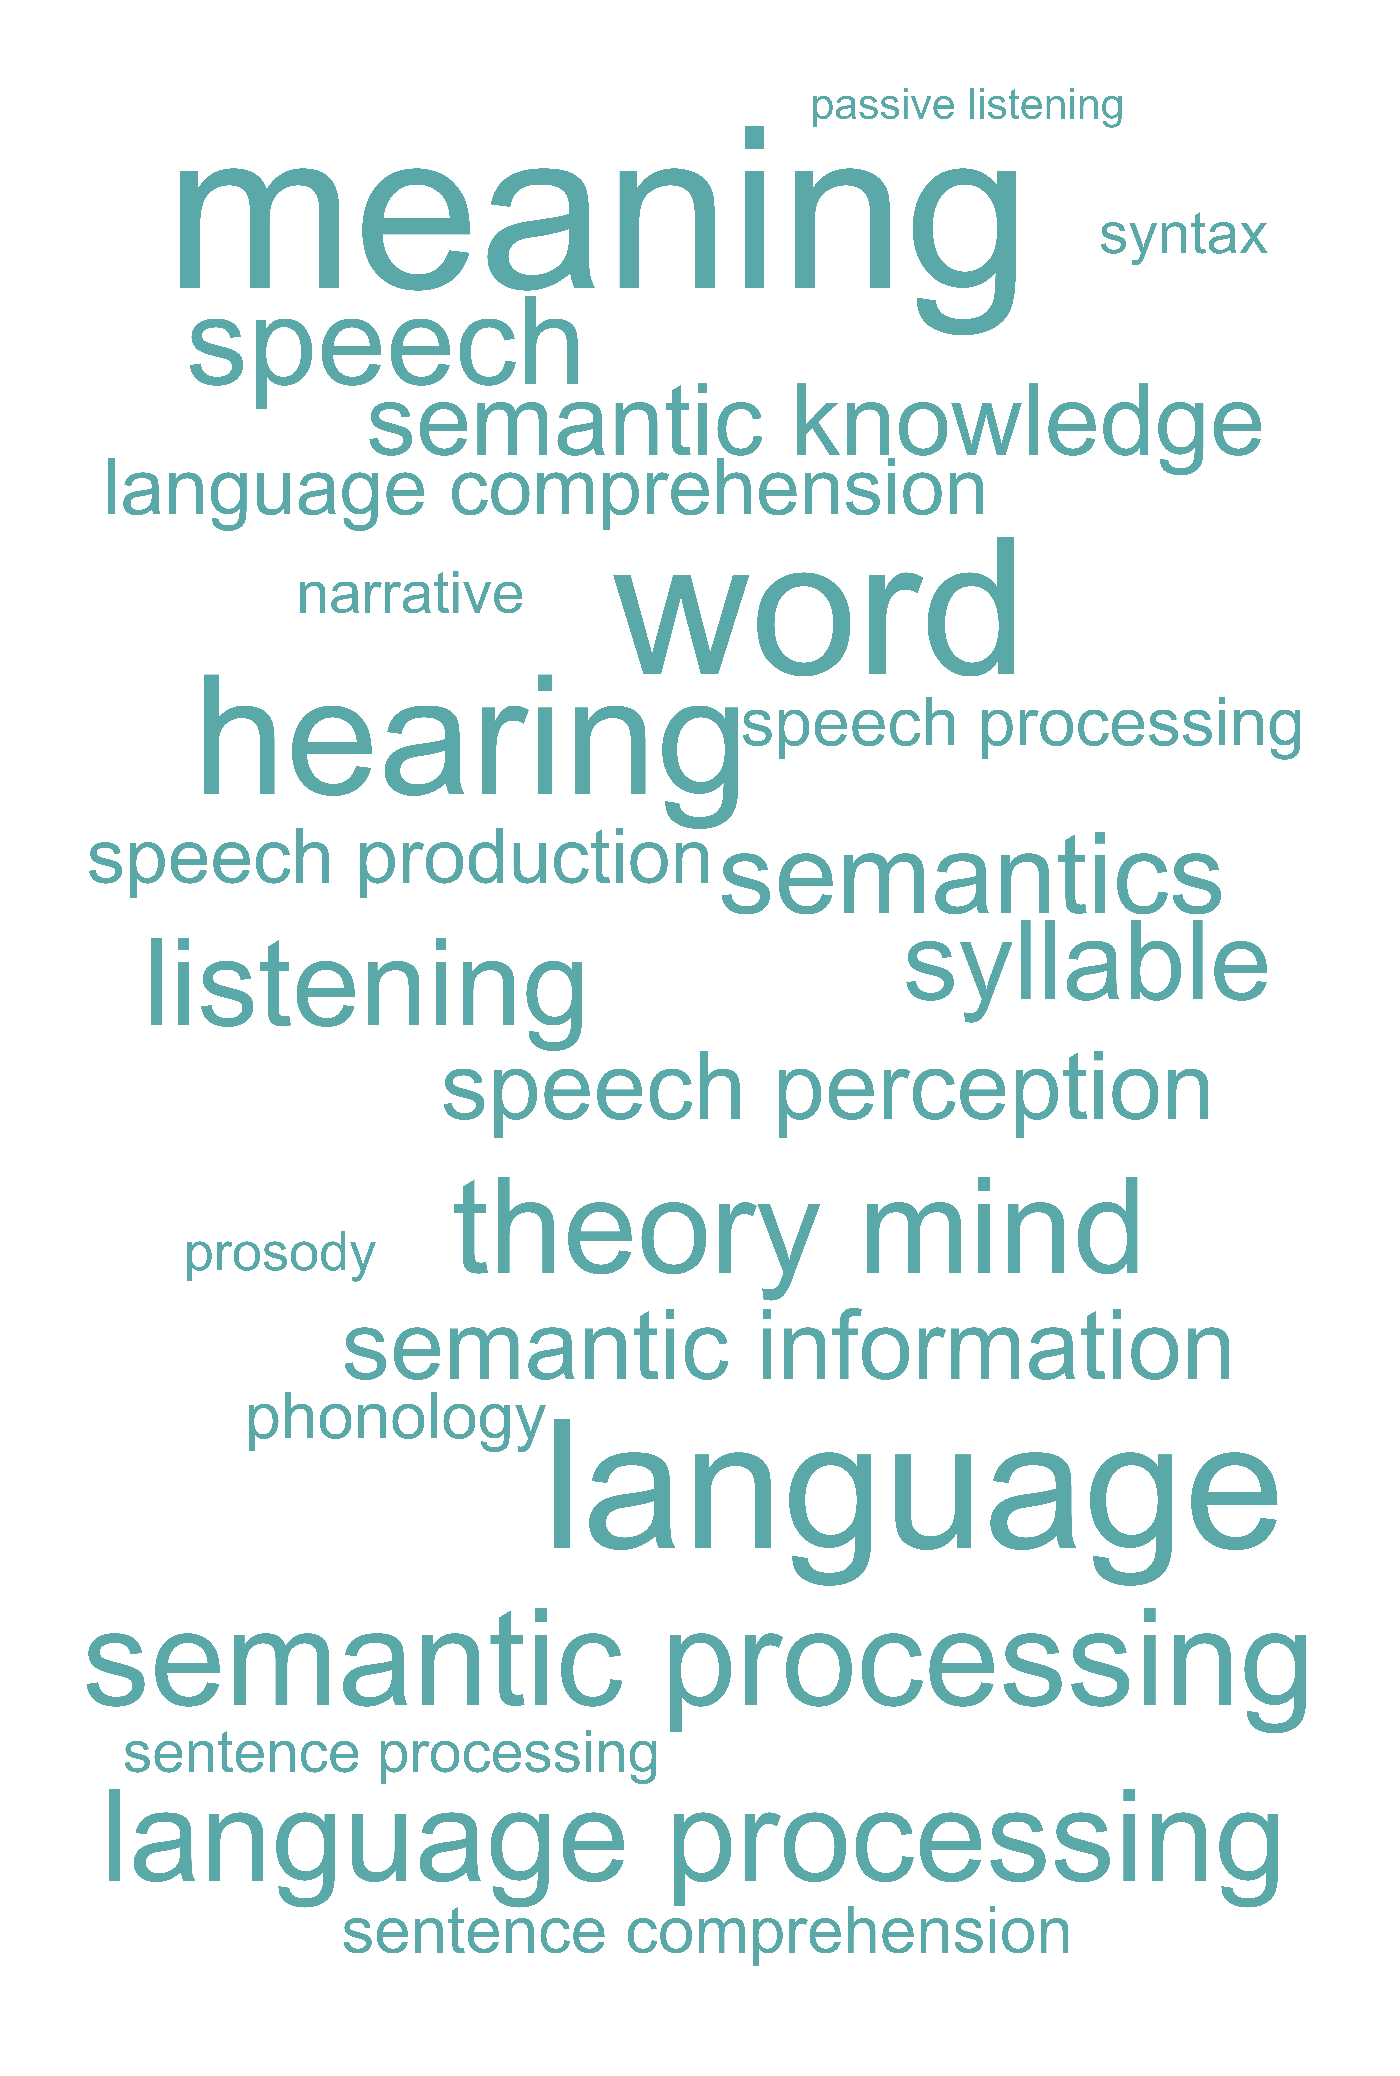 passive listening
meaning
syntax
speech
semantic knowledge
language comprehension
word
narrative
hearing
speech processing
speech production
semantics
syllable
listening
speech perception
theory mind
prosody
semantic information
phonology
language
semantic processing
sentence processing
language processing
sentence comprehension